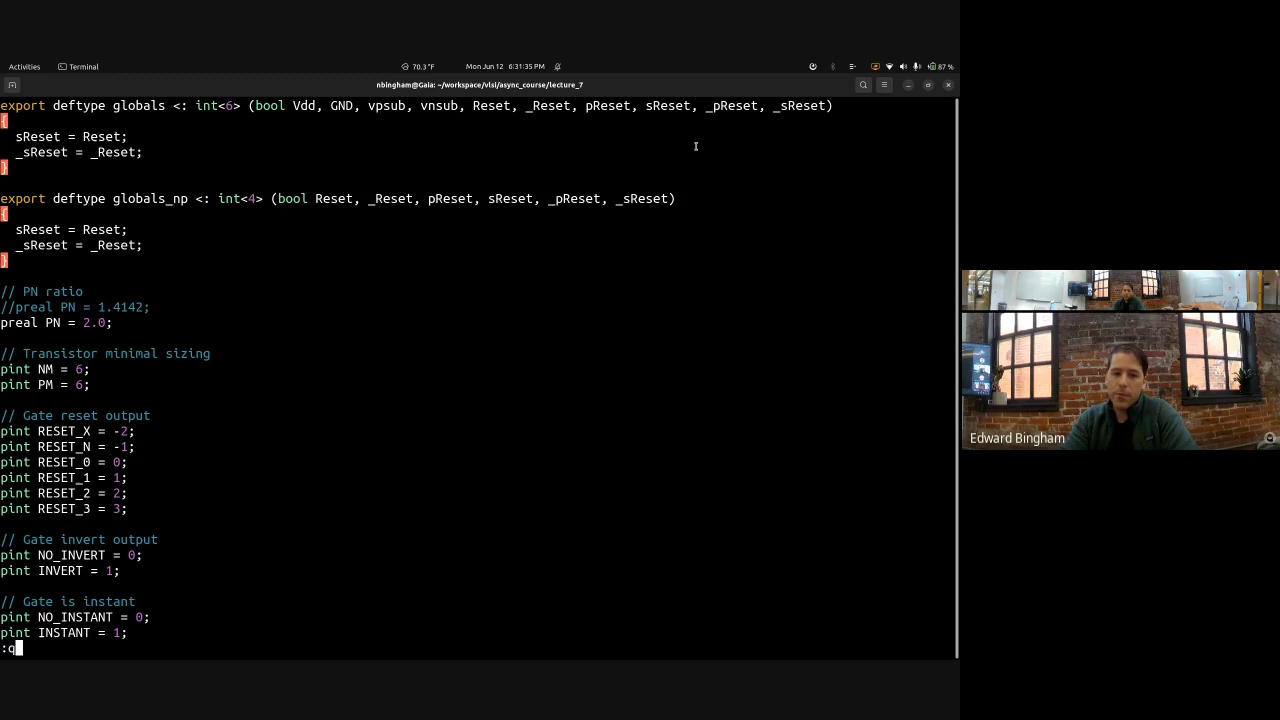 Activities
Terminal
70.3 °F
Mon Jun 12 6:31:35 PM
87 %
nbingham@Gaia: ~/workspace/vlsi/async_course/lecture_7
export deftype globals <: int<6> (bool Vdd, GND, vpsub, vnsub, Reset, _Reset, pReset, sReset, _pReset, _sReset)
{
sReset = Reset;
_sReset = _Reset;
}
export deftype globals_np <: int<4> (bool Reset, _Reset, pReset, sReset, _pReset, _sReset)
{
sReset = Reset;
_sReset = _Reset;
}
// PN ratio
//preal PN = 1.4142;
preal PN = 2.0;
// Transistor minimal sizing
pint NM = 6;
pint PM = 6;
// Gate reset output
pint RESET_X = -2;
pint RESET_N = -1;
pint RESET_0 = 0;
pint RESET_1 = 1;
pint RESET_2 = 2;
pint RESET_3 = 3;
// Gate invert output
pint NO_INVERT = 0;
pint INVERT = 1;
// Gate is instant
pint NO_INSTANT = 0;
pint INSTANT = 1;
:q
Edward Bingham